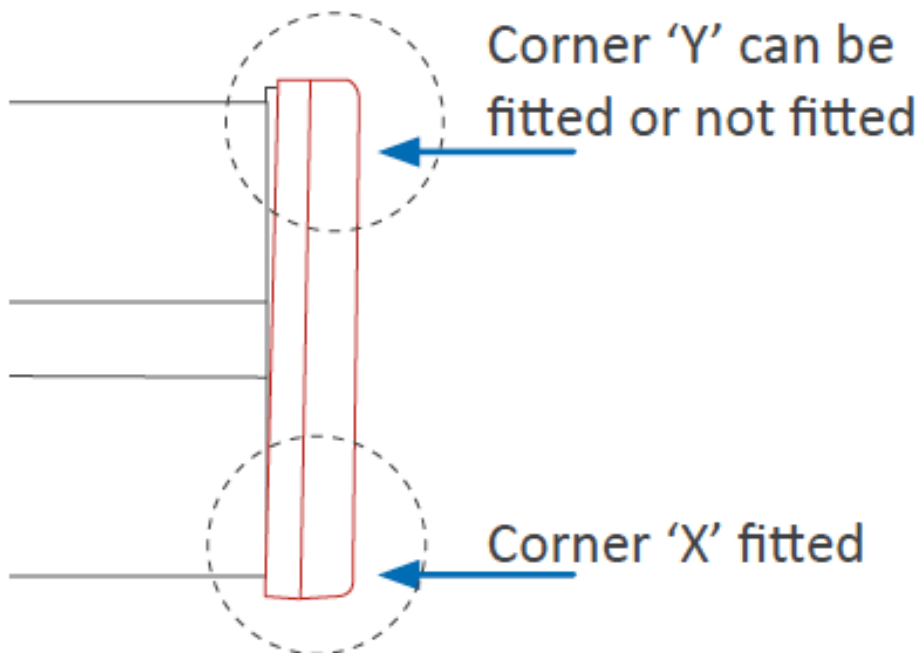 Corner ‘Y’ can be
fitted or not fitted
Corner ‘X’ fitted